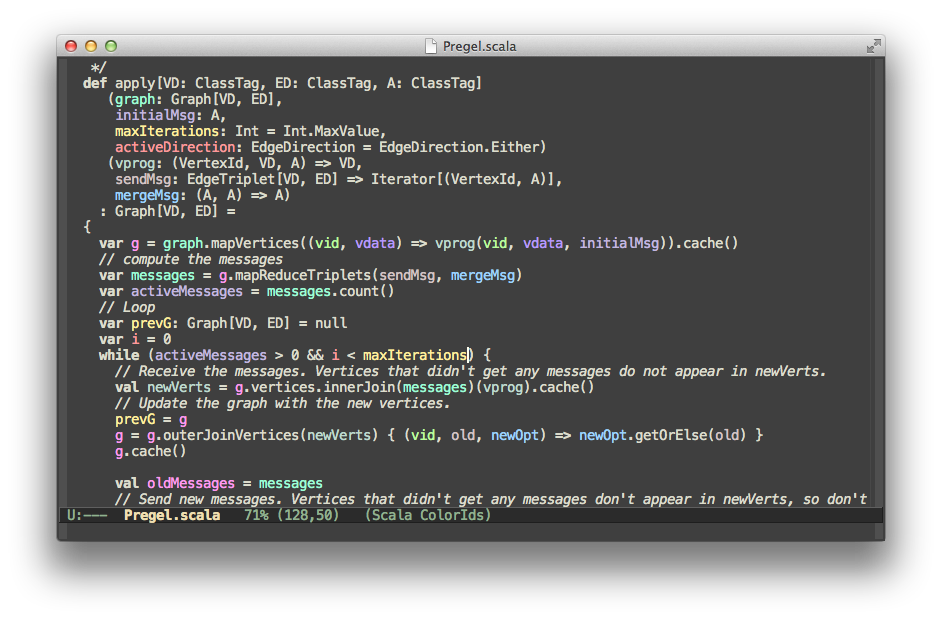 Pregel.scala
*/
def apply[VD: ClassTag, ED: ClassTag, A: ClassTag]
(graph: Graph[VD, ED],
initialMsg: A,
maxIterations: Int = Int.MaxValue,
activeDirection: EdgeDirection = EdgeDirection.Either)
(vprog: (VertexId, VD, A) => VD,
sendMsg: EdgeTriplet[VD, ED] => Iterator[(VertexId, A)],
mergeMsg: (A, A) => A)
: Graph[VD, ED] =
{
var g = graph.mapVertices((vid, vdata) => vprog(vid, vdata, initialMsg)).cache()
// compute the messages
var messages = g.mapReduceTriplets(sendMsg, mergeMsg)
var activeMessages = messages.count()
// Loop
var prevG: Graph[VD, ED] = null
var i = 0
while (activeMessages > 0 && i < maxIterations) {
// Receive the messages. Vertices that didn't get any messages do not appear in newVerts.
val newVerts = g.vertices.innerJoin(messages)(vprog).cache()
// Update the graph with the new vertices.
prevG = g
g = g.outerJoinVertices(newVerts) { (vid, old, newOpt) => newOpt.getOrElse(old) }
g.cache()
val oldMessages = messages
// Send new messages. Vertices that didn't get any messages don't appear in newVerts, so don't
U:--- Pregel.scala 71% (128,50) (Scala ColorIds)